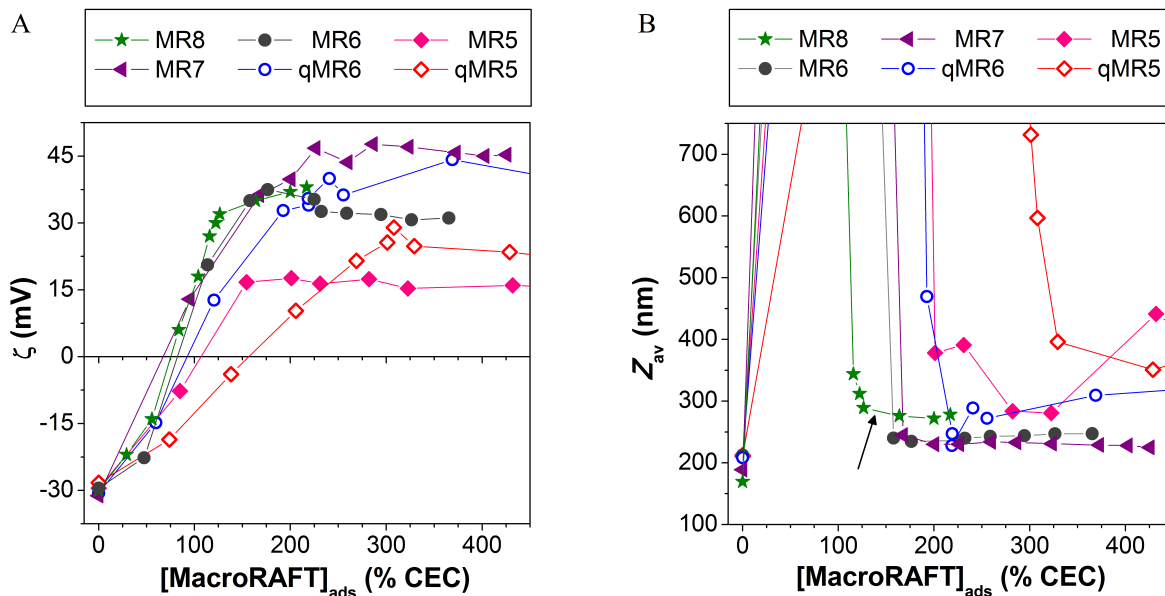 A
MR8 MR6 MR5
MR7 qMR6 qMR5
45
30
15
0
-15
-30
ζ (mV)
0 100 200 300 400
[MacroRAFT]ads (% CEC)
B
MR8 MR7 MR5
MR6 qMR6 qMR5
700
600
500
400
300
200
100
Zav (nm)
0 100 200 300 400
[MacroRAFT]ads (% CEC)